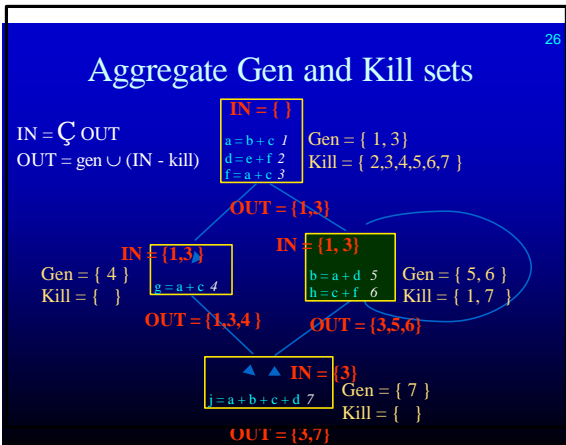 26
Aggregate Gen and Kill sets
IN = { }
IN = Ç OUT
OUT = gen ∪ (IN - kill)
a = b + c 1
d = e + f 2
f = a + c 3
Gen = { 1, 3}
Kill = { 2,3,4,5,6,7 }
OUT = {1,3}
IN = {1,3}
IN = {1, 3}
Gen = { 4 }
Kill = { }
g = a + c 4
b = a + d 5
h = c + f 6
Gen = { 5, 6 }
Kill = { 1, 7 }
OUT = {1,3,4 }
OUT = {3,5,6}
IN = {3}
j = a + b + c + d 7
Gen = { 7 }
Kill = { }
OUT = {3,7}